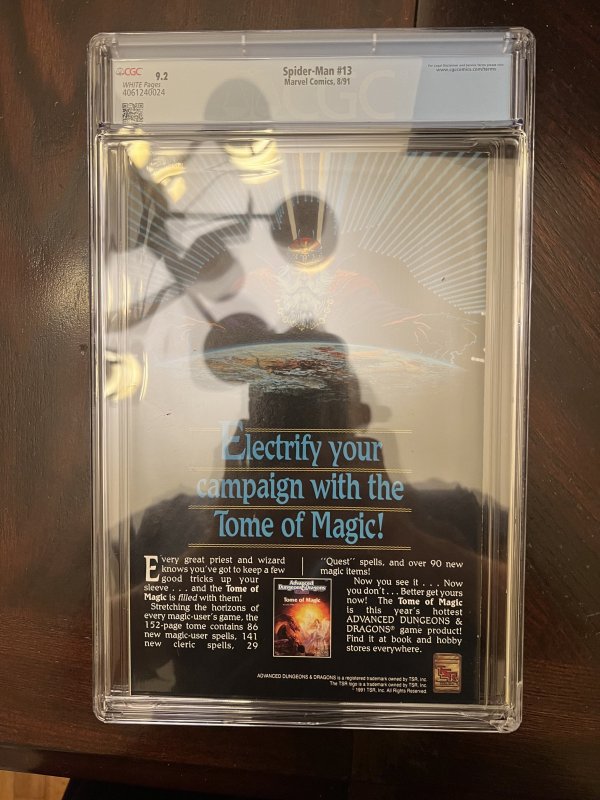 CGC 9.2
WHITE Pages
4061240024
Spider-Man #13
Marvel Comics, 8/91
www.cgccomics.com/terms
CGC
Electrify your
campaign with the
Tome of Magic!
Every great priest and wizard
knows you've got to keep a few
good tricks up your
sleeve . . . and the Tome of
Magic is filled with them!
Stretching the horizons of
every magic-user's game, the
152-page tome contains 86
new magic-user spells, 141
new cleric spells, 29
"Quest" spells, and over 90 new
magic items!
Now you see it . . . Now
you don't . . . Better get yours
now! The Tome of Magic
is this year's hottest
ADVANCED DUNGEONS &
DRAGONS® game product!
Find it at book and hobby
stores everywhere.
Advanced
Dungeons & Dragons
Tome of Magic
TSR
ADVANCED DUNGEONS & DRAGONS is a registered trademark owned by TSR, Inc.
The TSR logo is a trademark owned by TSR, Inc.
© 1991 TSR, Inc. All Rights Reserved.